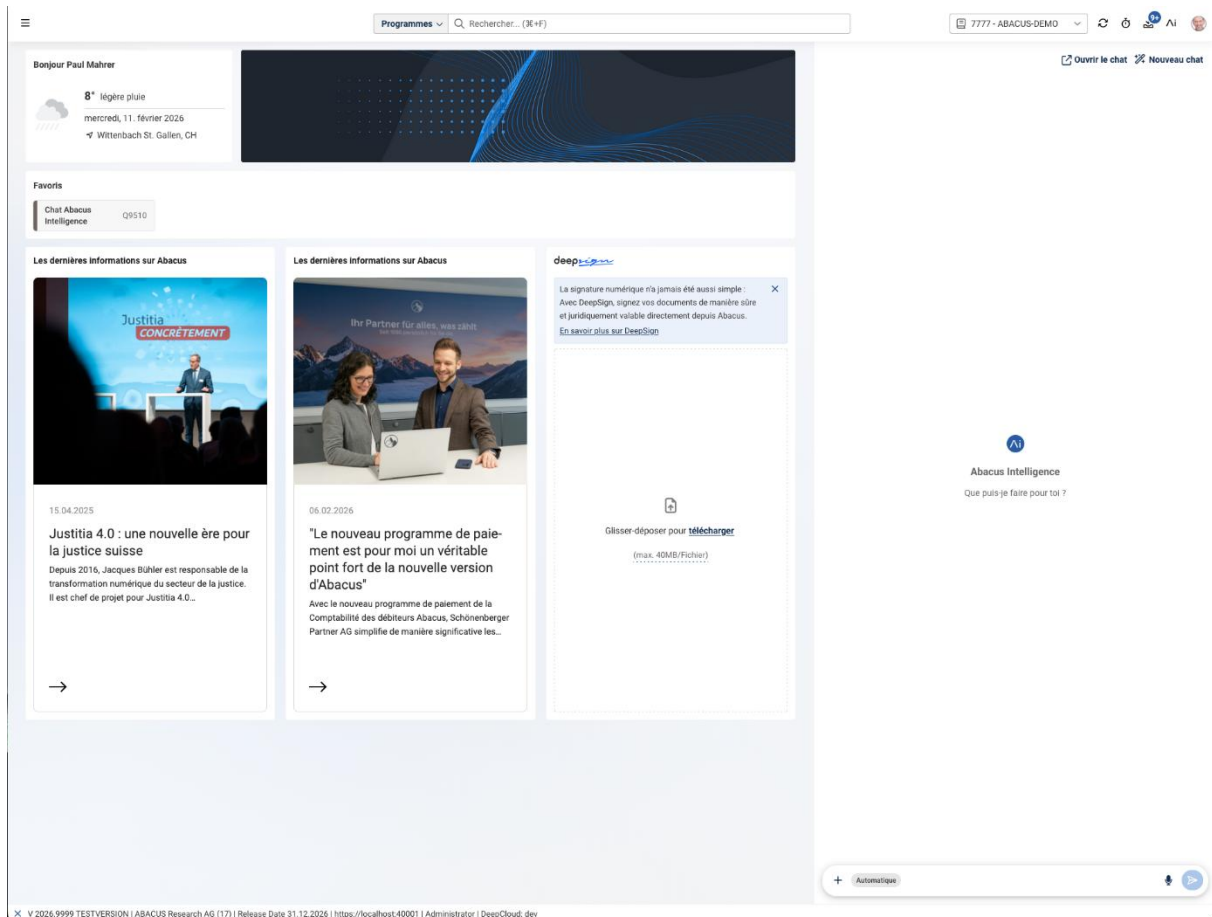 Programmes
Rechercher... (⌘+F)
7777 - ABACUS-DEMO
9+
Ai
Ouvrir le chat
Nouveau chat
Bonjour Paul Mahrer
8° légère pluie
mercredi, 11. février 2026
Wittenbach St. Gallen, CH
Favoris
Chat Abacus
Intelligence
Q9510
Les dernières informations sur Abacus
Justitia
CONCRÈTEMENT
15.04.2025
Justitia 4.0 : une nouvelle ère pour
la justice suisse
Depuis 2016, Jacques Bühler est responsable de la
transformation numérique du secteur de la justice.
Il est chef de projet pour Justitia 4.0...
Les dernières informations sur Abacus
Ihr Partner für alles, was zählt
06.02.2026
"Le nouveau programme de paie-
ment est pour moi un véritable
point fort de la nouvelle version
d'Abacus"
Avec le nouveau programme de paiement de la
Comptabilité des débiteurs Abacus, Schönenberger
Partner AG simplifie de manière significative les...
deepsign
La signature numérique n'a jamais été aussi simple :
Avec DeepSign, signez vos documents de manière sûre
et juridiquement valable directement depuis Abacus.
En savoir plus sur DeepSign
Glisser-déposer pour télécharger
(max. 40MB/Fichier)
Ai
Abacus Intelligence
Que puis-je faire pour toi ?
Automatique
V 2026.9999 TESTVERSION | ABACUS Research AG (17) | Release Date 31.12.2026 | https://localhost:40001 | Administrator | DeepCloud: dev